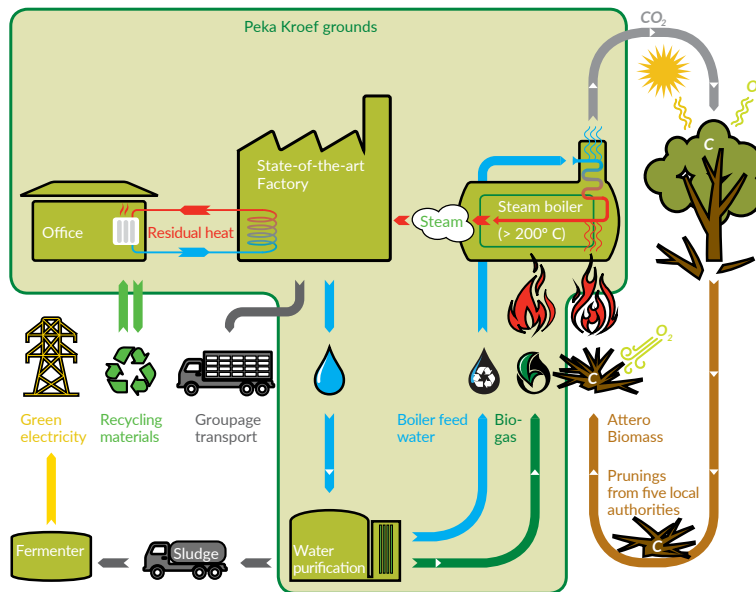 Peka Kroef grounds
CO₂
O
C
State-of-the-art
Factory
Steam boiler
(> 200° C)
Steam
Office
Residual heat
O₂
C
Green
electricity
Recycling
materials
Groupage
transport
Boiler feed
water
Bio-
gas
Attero
Biomass
Prunings
from five local
authorities
C
Fermenter
Sludge
Water
purification